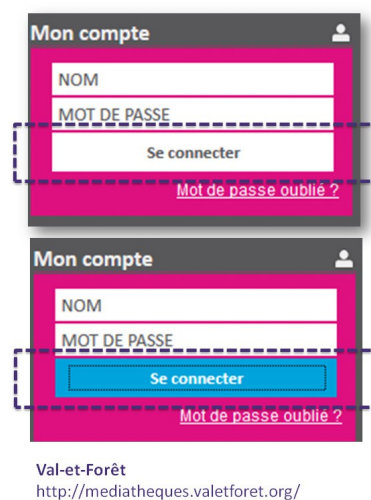 Mon compte
NOM
MOT DE PASSE
Se connecter
Mot de passe oublié ?
Mon compte
NOM
MOT DE PASSE
Se connecter
Mot de passe oublié ?
Val-et-Forêt
http://mediatheques.valetforet.org/